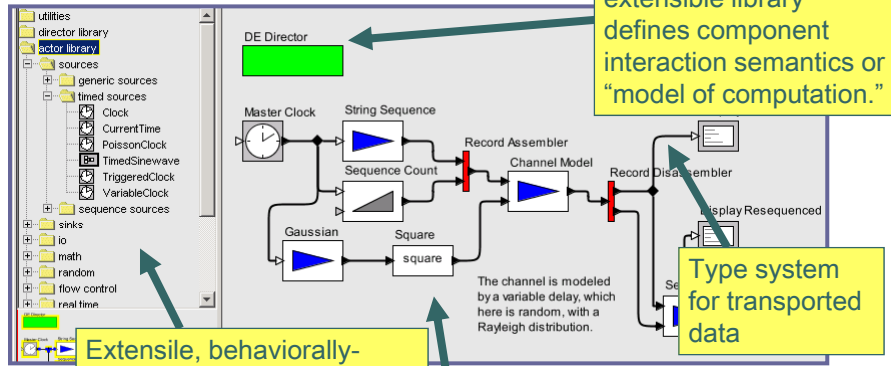 utilities
director library
actor library
sources
generic sources
timed sources
Clock
CurrentTime
PoissonClock
TimedSinewave
TriggeredClock
VariableClock
sequence sources
sinks
io
math
random
flow control
real time
DE Director
Master Clock
String Sequence
Sequence Count
Record Assembler
Channel Model
Record Disassembler
Display Resequenced
Gaussian
Square
square
The channel is modeled
by a variable delay, which
here is random, with a
Rayleigh distribution.
extensible library
defines component
interaction semantics or
“model of computation.”
Type system
for transported
data
Extensile, behaviorally-